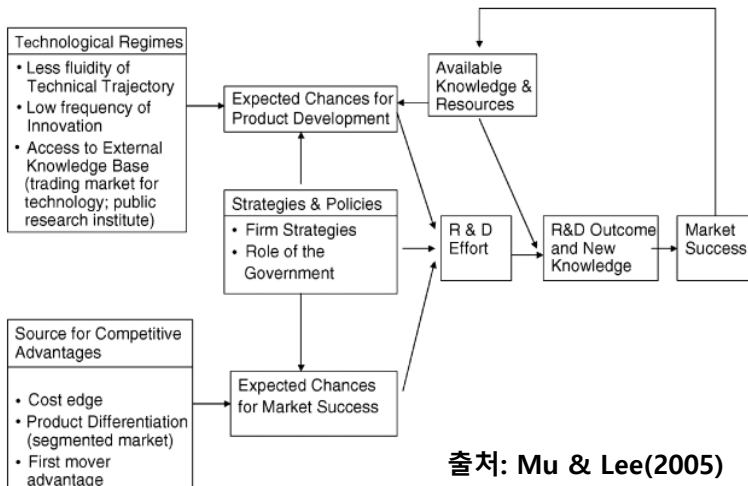 Technological Regimes
• Less fluidity of
Technical Trajectory
• Low frequency of
Innovation
• Access to External
Knowledge Base
(trading market for
technology; public
research institute)
Expected Chances for
Product Development
Available
Knowledge &
Resources
Strategies & Policies
• Firm Strategies
• Role of the
Government
R & D
Effort
R&D Outcome
and New
Knowledge
Market
Success
Source for Competitive
Advantages
• Cost edge
• Product Differentiation
(segmented market)
• First mover
advantage
Expected Chances
for Market Success
출처: Mu & Lee(2005)